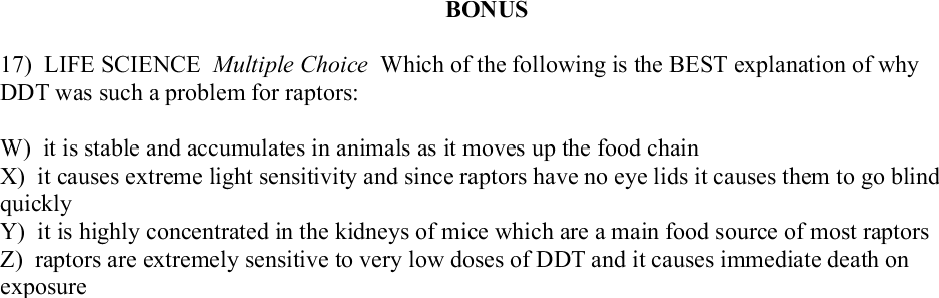 BONUS
17) LIFE SCIENCE Multiple Choice Which of the following is the BEST explanation of why
DDT was such a problem for raptors:
W) it is stable and accumulates in animals as it moves up the food chain
X) it causes extreme light sensitivity and since raptors have no eye lids it causes them to go blind
quickly
Y) it is highly concentrated in the kidneys of mice which are a main food source of most raptors
Z) raptors are extremely sensitive to very low doses of DDT and it causes immediate death on
exposure